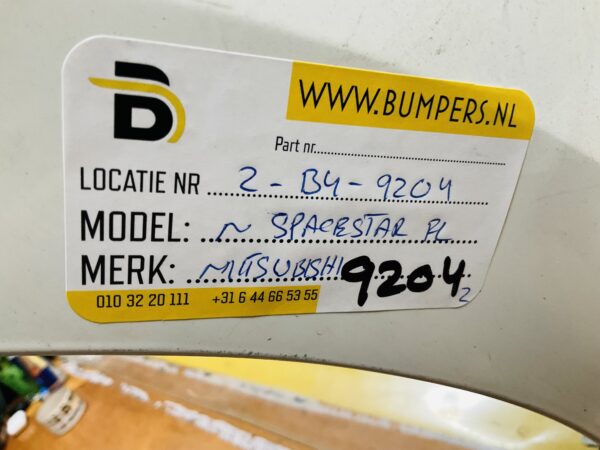 B
WWW.BUMPERS.NL
Part nr.
LOCATIE NR 2-B4-9204
MODEL: N SPACESTAR FL
MERK: MITSUBISHI 9204 2
010 32 20 111 +31 6 44 66 53 55